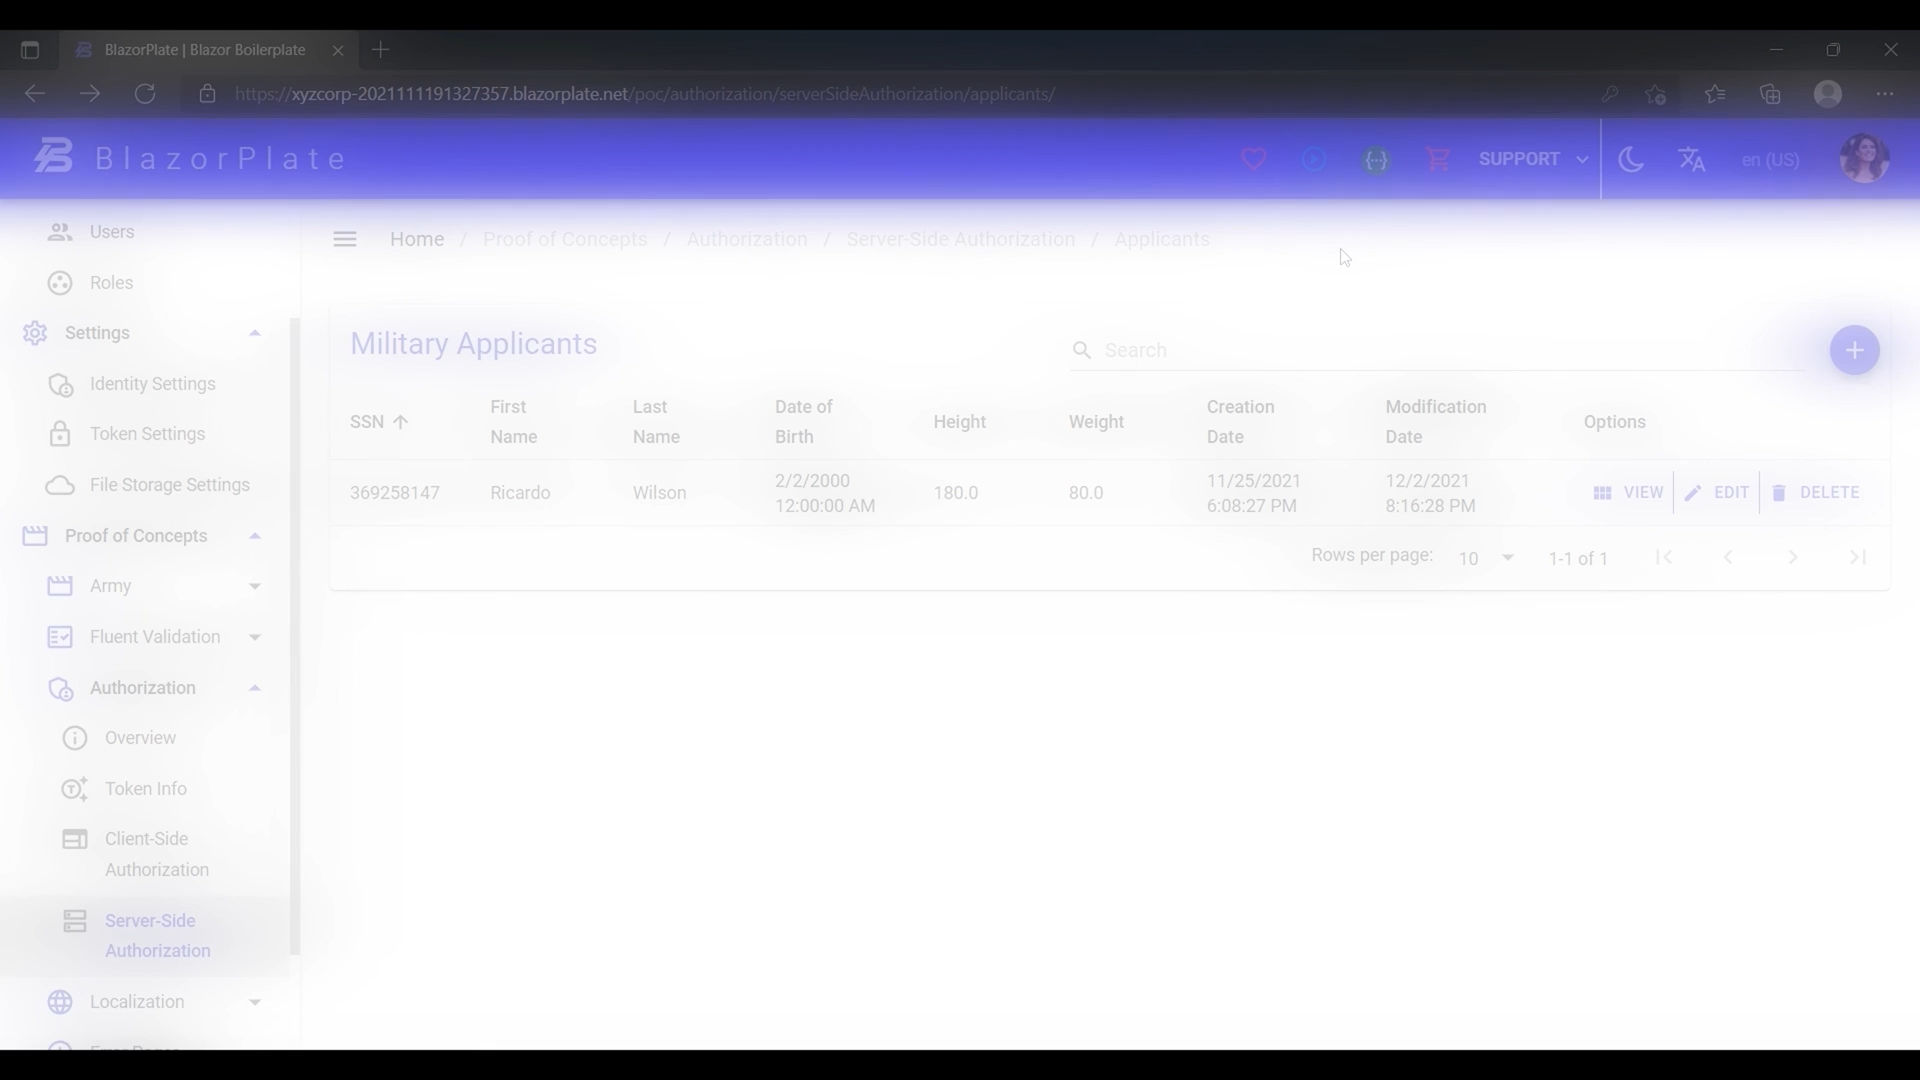 BlazorPlate | Blazor Boilerplate
https://xyzcorp-2021111191327357.blazorplate.net/poc/authorization/serverSideAuthorization/applicants/
BlazorPlate
SUPPORT
en (US)
Users
Roles
Settings
Identity Settings
Token Settings
File Storage Settings
Proof of Concepts
Army
Fluent Validation
Authorization
Overview
Token Info
Client-Side
Authorization
Server-Side
Authorization
Localization
Home / Proof of Concepts / Authorization / Server-Side Authorization / Applicants
Military Applicants
Search
SSN
First
Name
Last
Name
Date of
Birth
Height
Weight
Creation
Date
Modification
Date
Options
369258147
Ricardo
Wilson
2/2/2000
12:00:00 AM
180.0
80.0
11/25/2021
6:08:27 PM
12/2/2021
8:16:28 PM
VIEW
EDIT
DELETE
Rows per page:
10
1-1 of 1